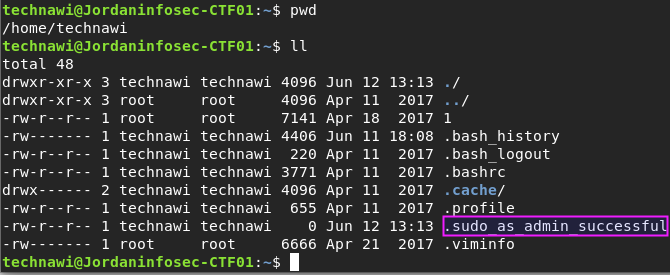 technawi@Jordaninfosec-CTF01:~$ pwd
/home/technawi
technawi@Jordaninfosec-CTF01:~$ ll
total 48
drwxr-xr-x 3 technawi technawi 4096 Jun 12 13:13 ./
drwxr-xr-x 3 root     root     4096 Apr 11  2017 ../
-rw-r--r-- 1 root     root     7141 Apr 18  2017 1
-rw------- 1 technawi technawi 4406 Jun 11 18:08 .bash_history
-rw-r--r-- 1 technawi technawi  220 Apr 11  2017 .bash_logout
-rw-r--r-- 1 technawi technawi 3771 Apr 11  2017 .bashrc
drwx------ 2 technawi technawi 4096 Apr 11  2017 .cache/
-rw-r--r-- 1 technawi technawi  655 Apr 11  2017 .profile
-rw-r--r-- 1 technawi technawi    0 Jun 12 13:13 .sudo_as_admin_successful
-rw------- 1 root     root     6666 Apr 21  2017 .viminfo
technawi@Jordaninfosec-CTF01:~$